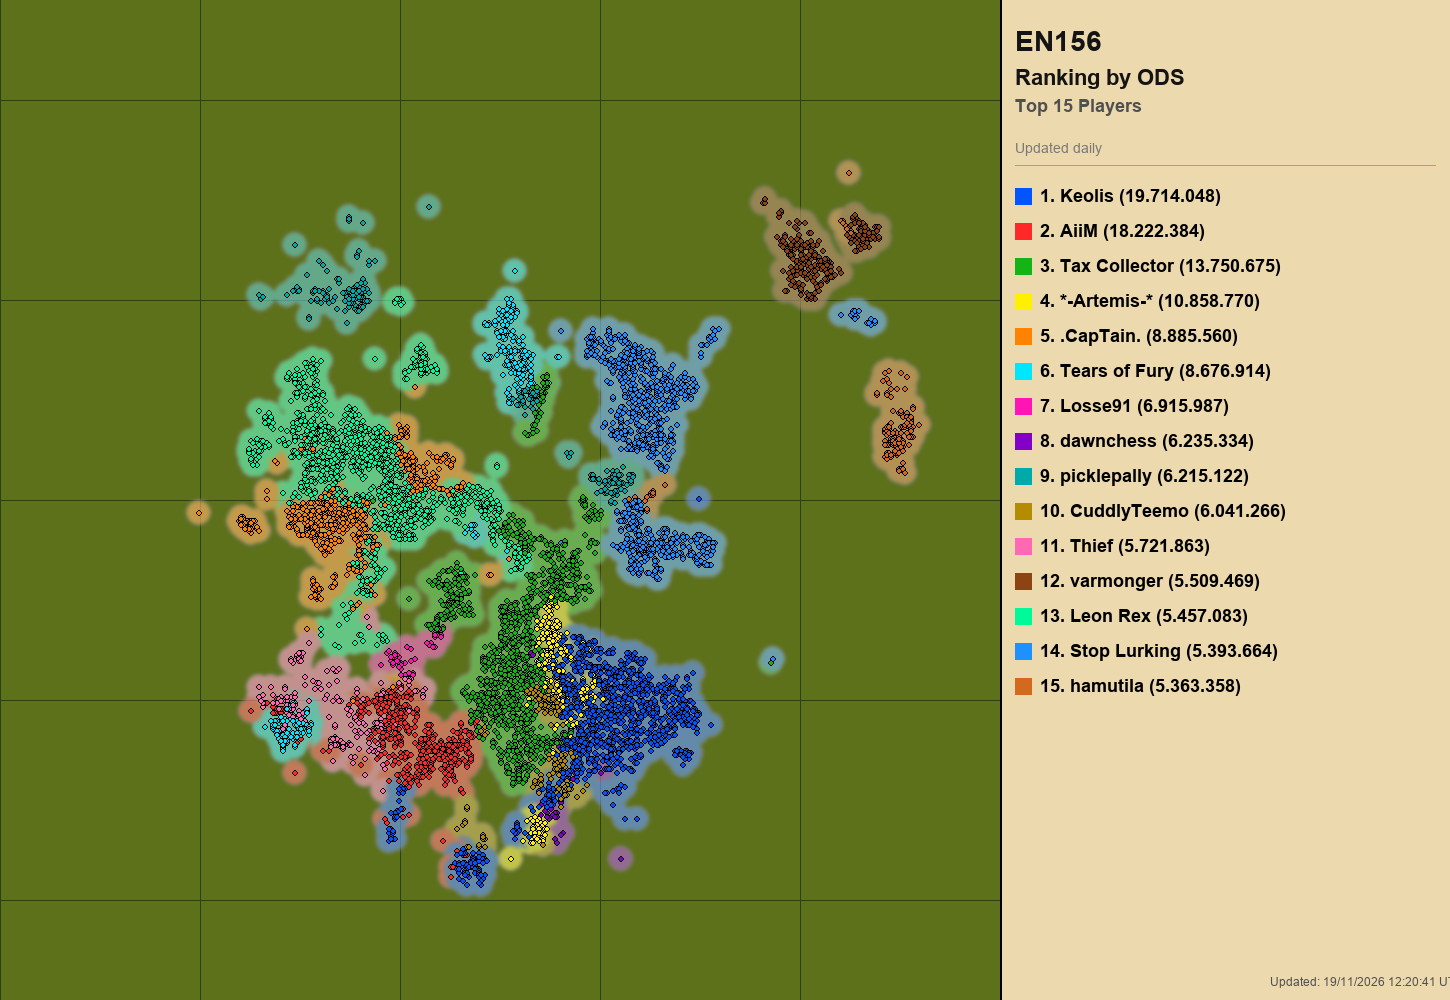 EN156
Ranking by ODS
Top 15 Players
Updated daily
1. Keolis (19.714.048)
2. AiiM (18.222.384)
3. Tax Collector (13.750.675)
4. *-Artemis-* (10.858.770)
5. .CapTain. (8.885.560)
6. Tears of Fury (8.676.914)
7. Losse91 (6.915.987)
8. dawnchess (6.235.334)
9. picklepally (6.215.122)
10. CuddlyTeemo (6.041.266)
11. Thief (5.721.863)
12. varmonger (5.509.469)
13. Leon Rex (5.457.083)
14. Stop Lurking (5.393.664)
15. hamutila (5.363.358)
Updated: 19/11/2026 12:20:41 U